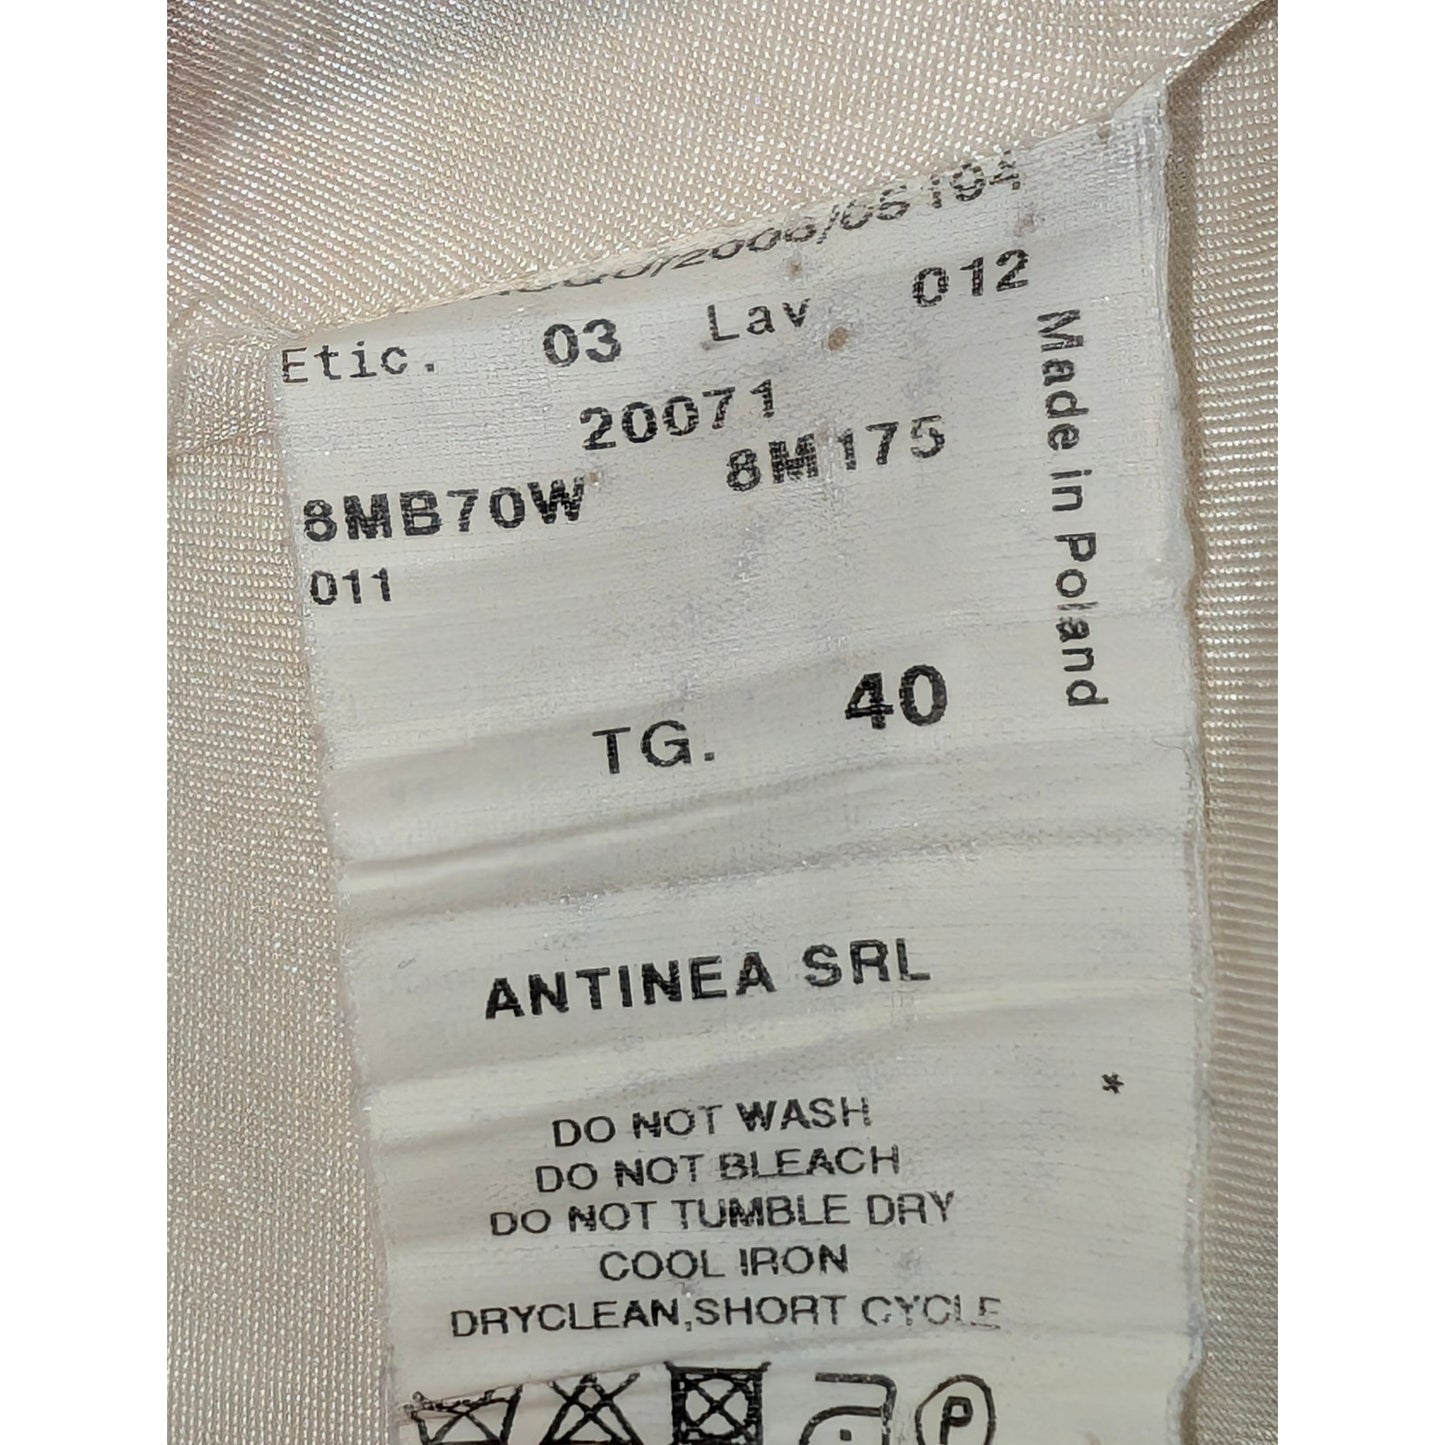 Etic. 03 Lav 012
20071
8MB70W 8M175
011
Made in Poland
TG. 40
ANTINEA SRL
*
DO NOT WASH
DO NOT BLEACH
DO NOT TUMBLE DRY
COOL IRON
DRYCLEAN,SHORT CYCLE
P